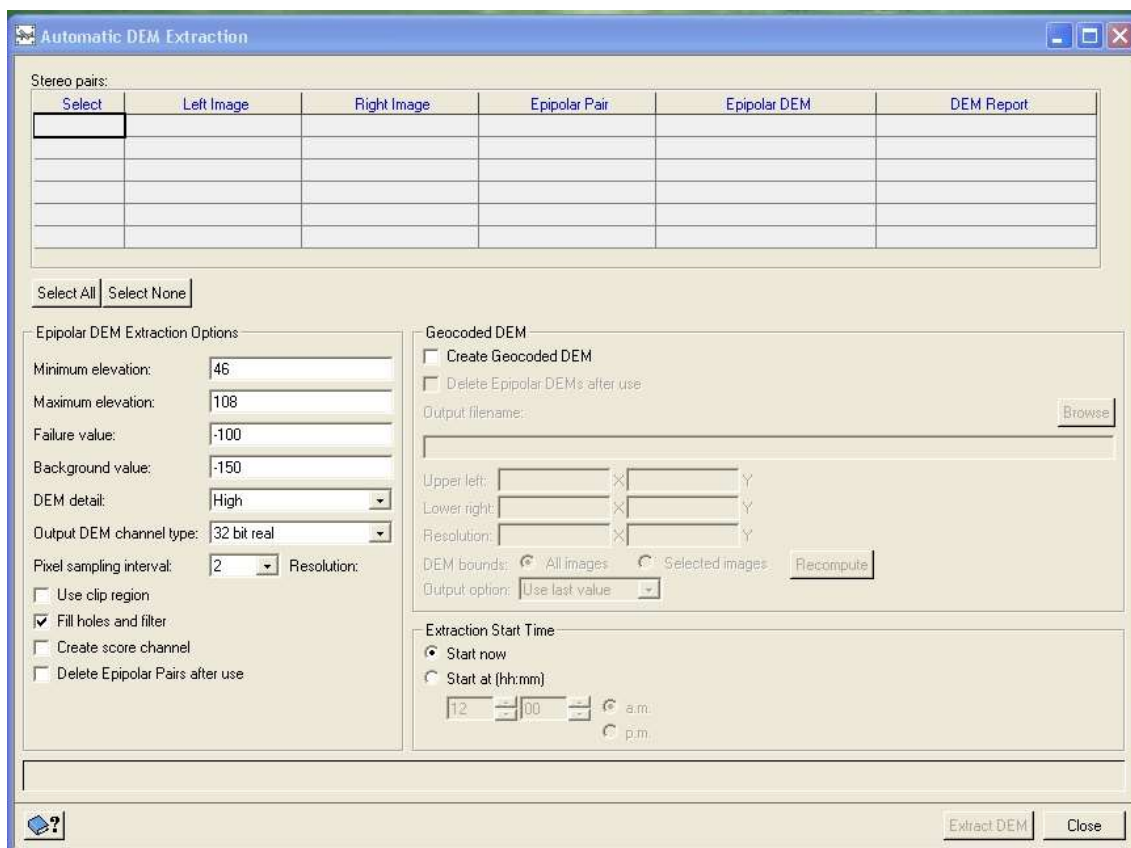 Automatic DEM Extraction
Stereo pairs:
Select Left Image Right Image Epipolar Pair Epipolar DEM DEM Report
Select All Select None
Epipolar DEM Extraction Options
Minimum elevation: 46
Maximum elevation: 108
Failure value: -100
Background value: -150
DEM detail: High
Output DEM channel type: 32 bit real
Pixel sampling interval: 2 Resolution:
Use clip region
Fill holes and filter
Create score channel
Delete Epipolar Pairs after use
Geocoded DEM
Create Geocoded DEM
Delete Epipolar DEMs after use
Output filename: Browse
Upper left: X Y
Lower right: X Y
Resolution: X Y
DEM bounds: All images Selected images Recompute
Output option: Use last value
Extraction Start Time
Start now
Start at (hh:mm)
12 00 a.m.
p.m.
?
Extract DEM Close